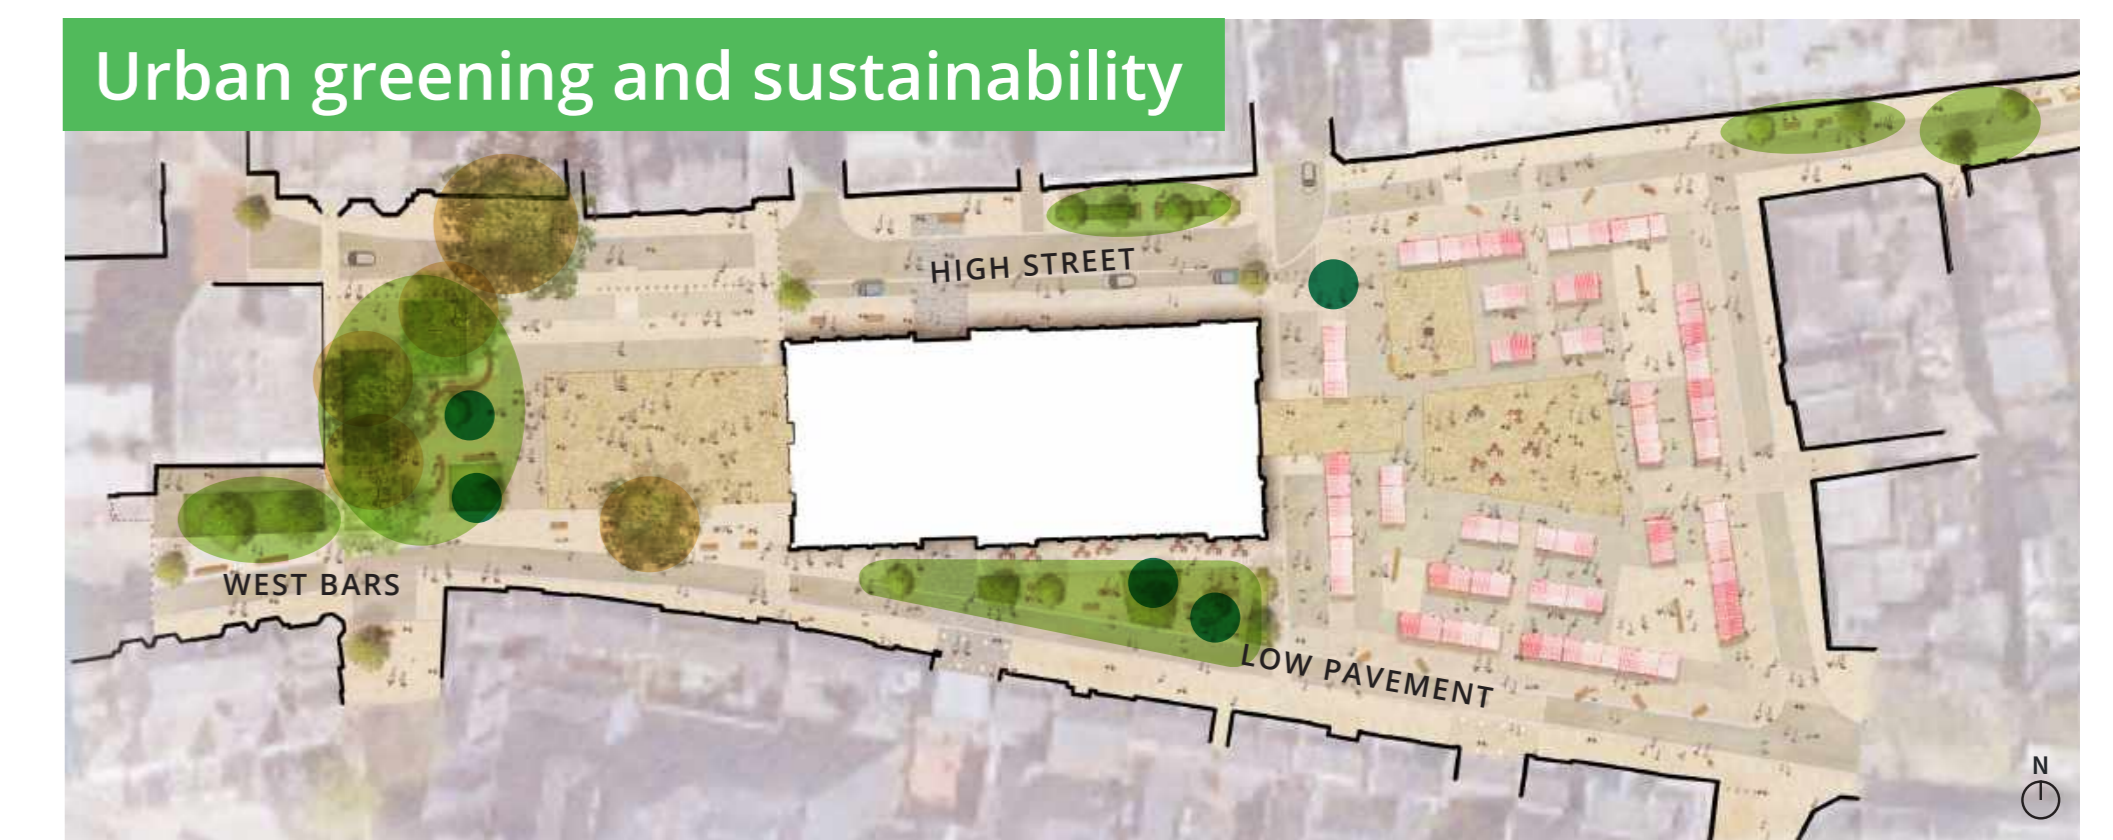 Urban greening and sustainability
HIGH STREET
WEST BARS
LOW PAVEMENT
N